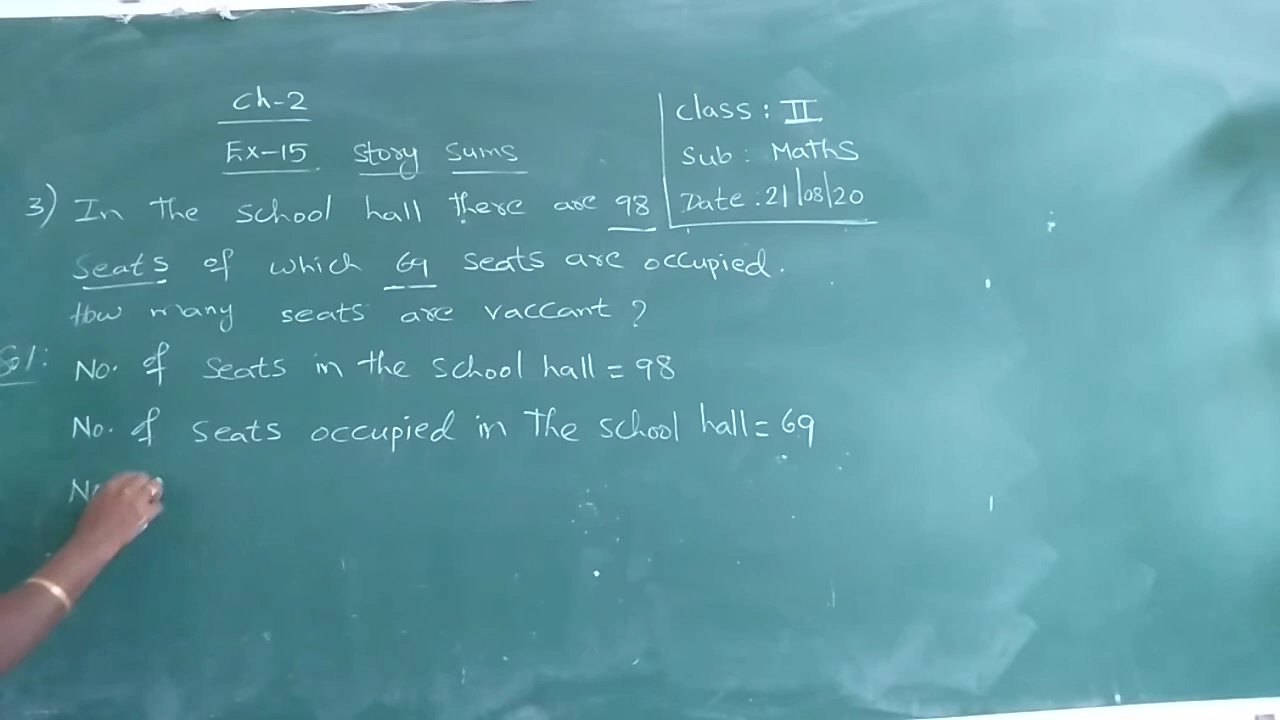 Ch-2
Ex-15 Story Sums
Class : II
Sub : Maths
Date : 21/08/20
3) In the school hall there are 98
Seats of which 69 seats are occupied.
How many seats are vaccant ?
Sol: No. of seats in the school hall = 98
No. of seats occupied in the school hall = 69